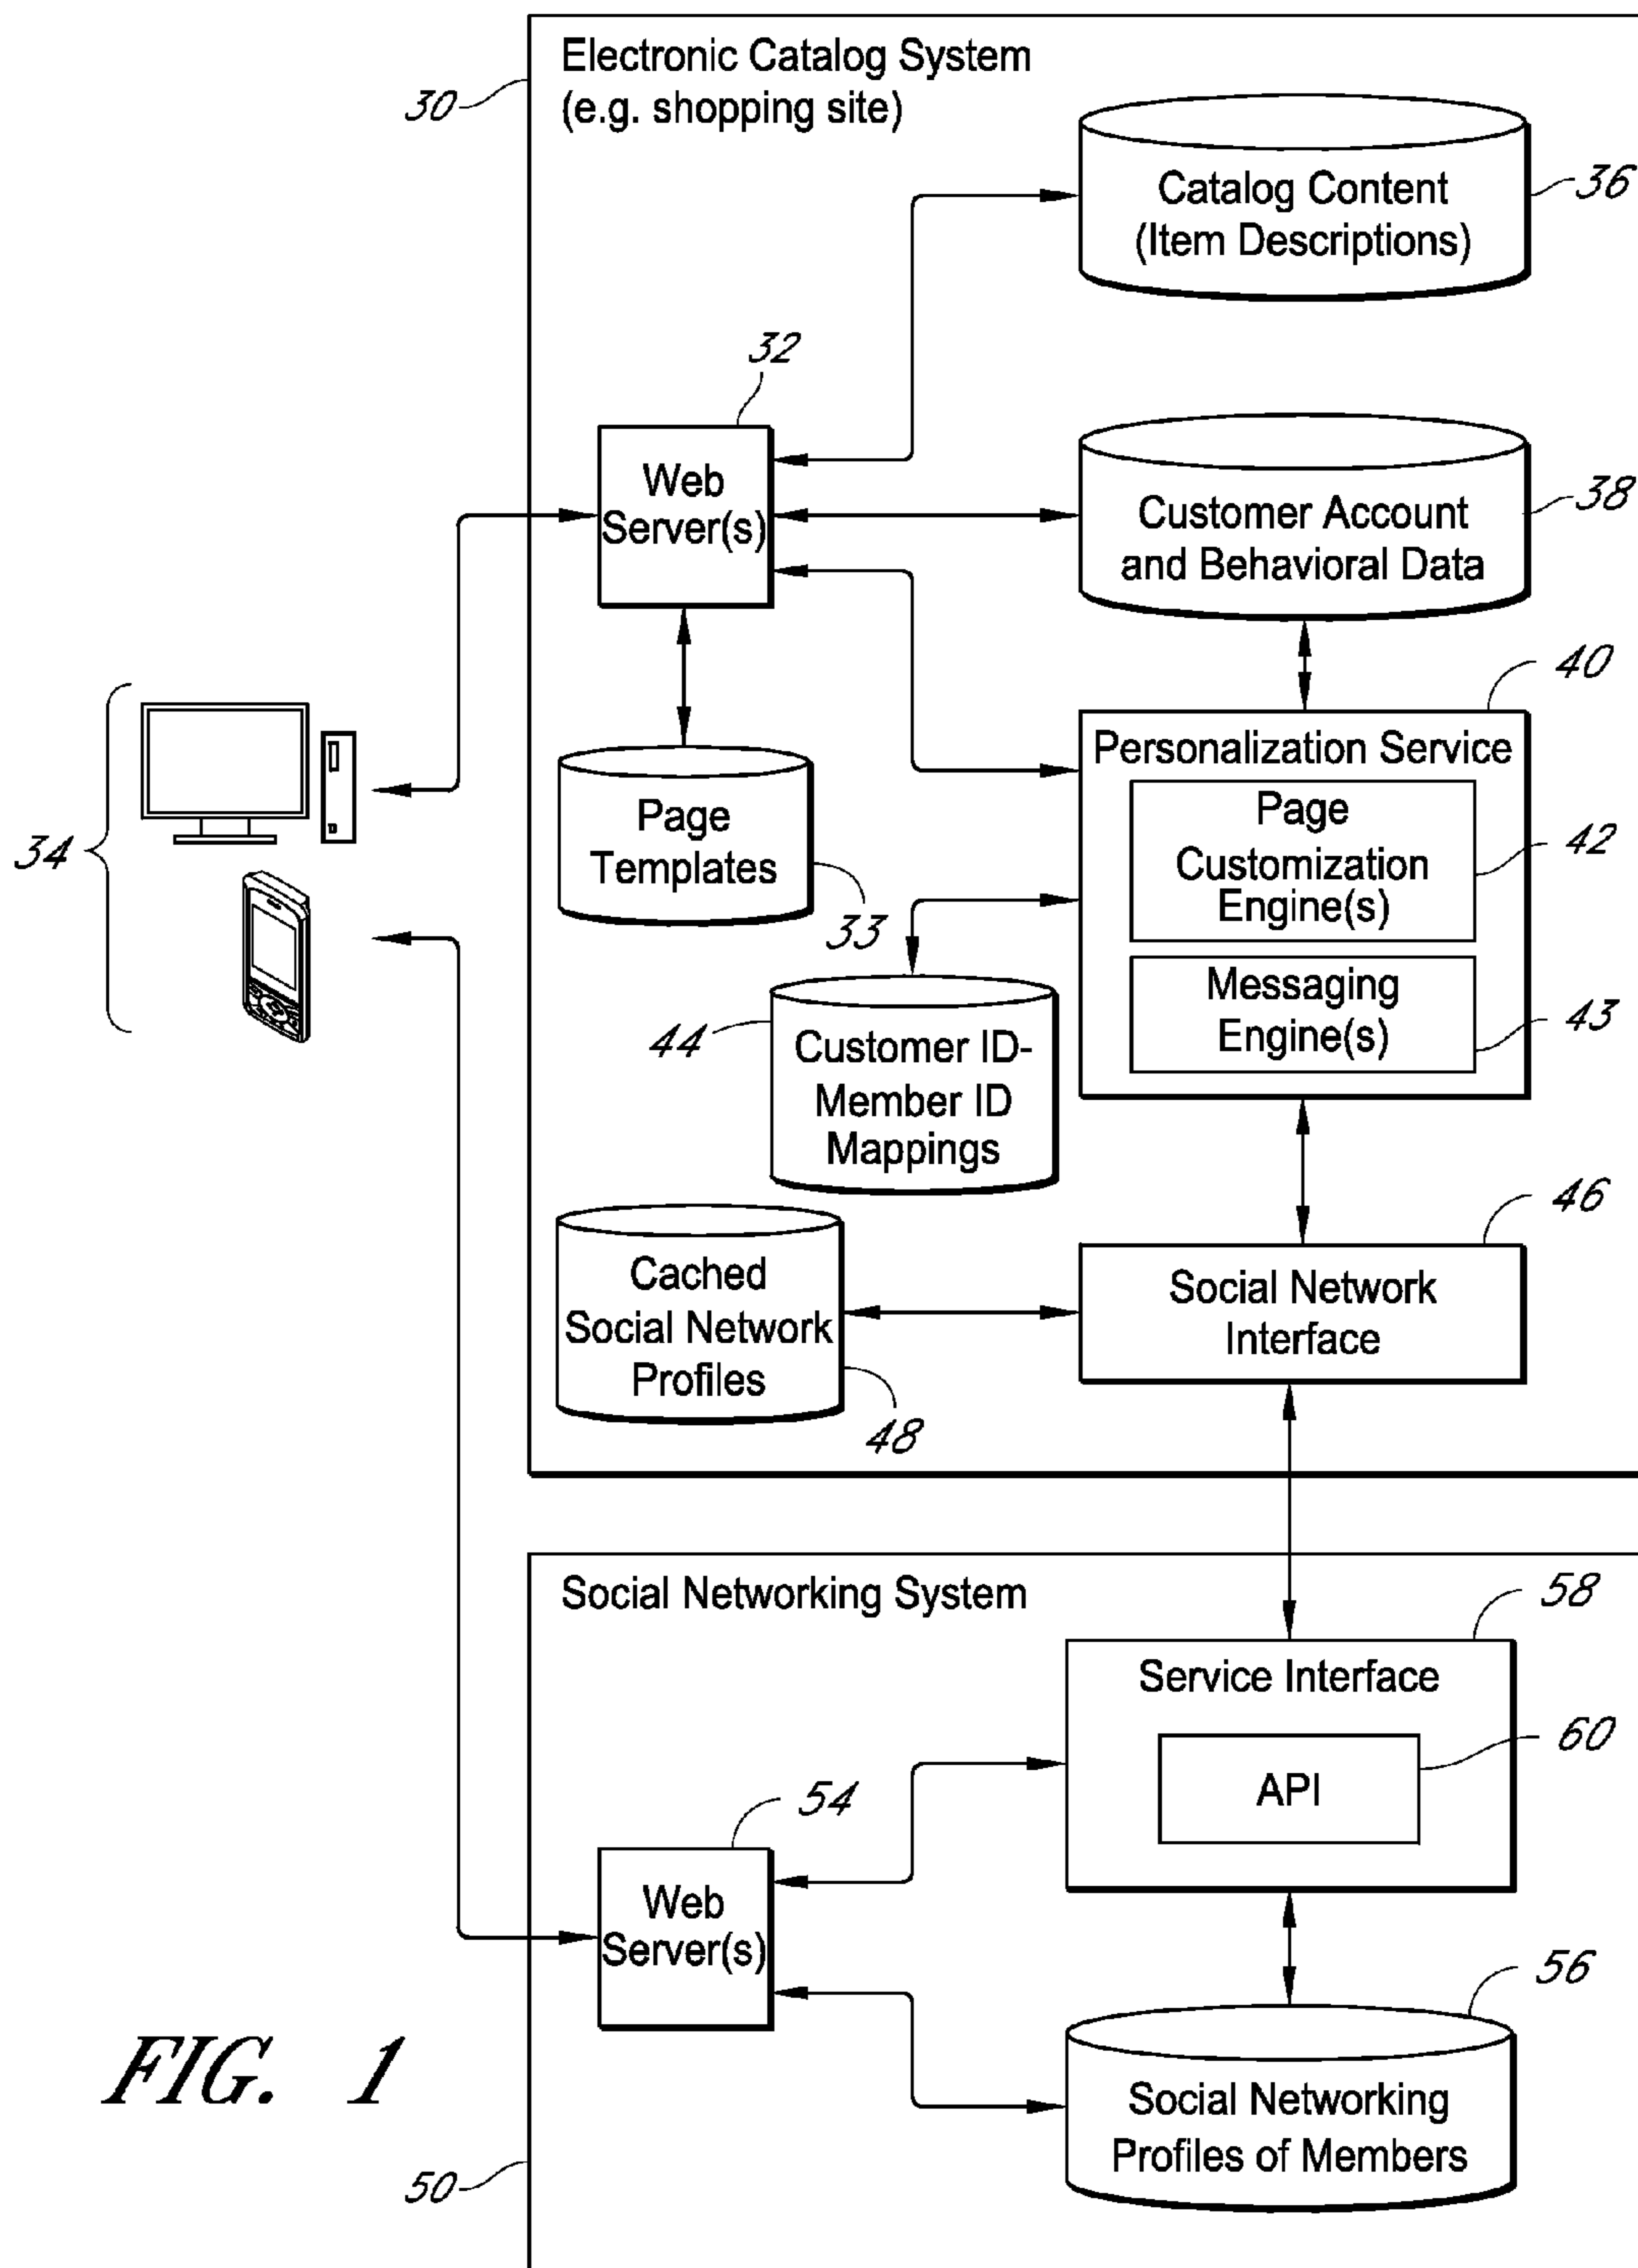 Electronic Catalog System
(e.g. shopping site)
30
Catalog Content
(Item Descriptions)
36
32
Web
Server(s)
Customer Account
and Behavioral Data
38
40
Personalization Service
Page
Customization
Engine(s)
42
Messaging
Engine(s)
43
34
Page
Templates
33
44
Customer ID-
Member ID
Mappings
46
Cached
Social Network
Profiles
48
Social Network
Interface
Social Networking System
58
Service Interface
API
60
54
Web
Server(s)
56
Social Networking
Profiles of Members
50
FIG. 1